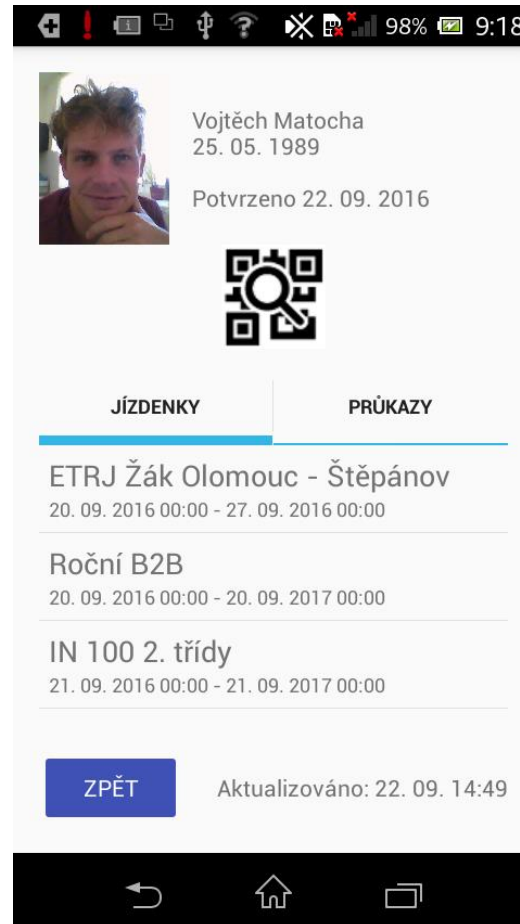 98% 9:18
Vojtěch Matocha
25. 05. 1989
Potvrzeno 22. 09. 2016
JÍZDENKY PRŮKAZY
ETRJ Žák Olomouc - Štěpánov
20. 09. 2016 00:00 - 27. 09. 2016 00:00
Roční B2B
20. 09. 2016 00:00 - 20. 09. 2017 00:00
IN 100 2. třídy
21. 09. 2016 00:00 - 21. 09. 2017 00:00
ZPĚT Aktualizováno: 22. 09. 14:49